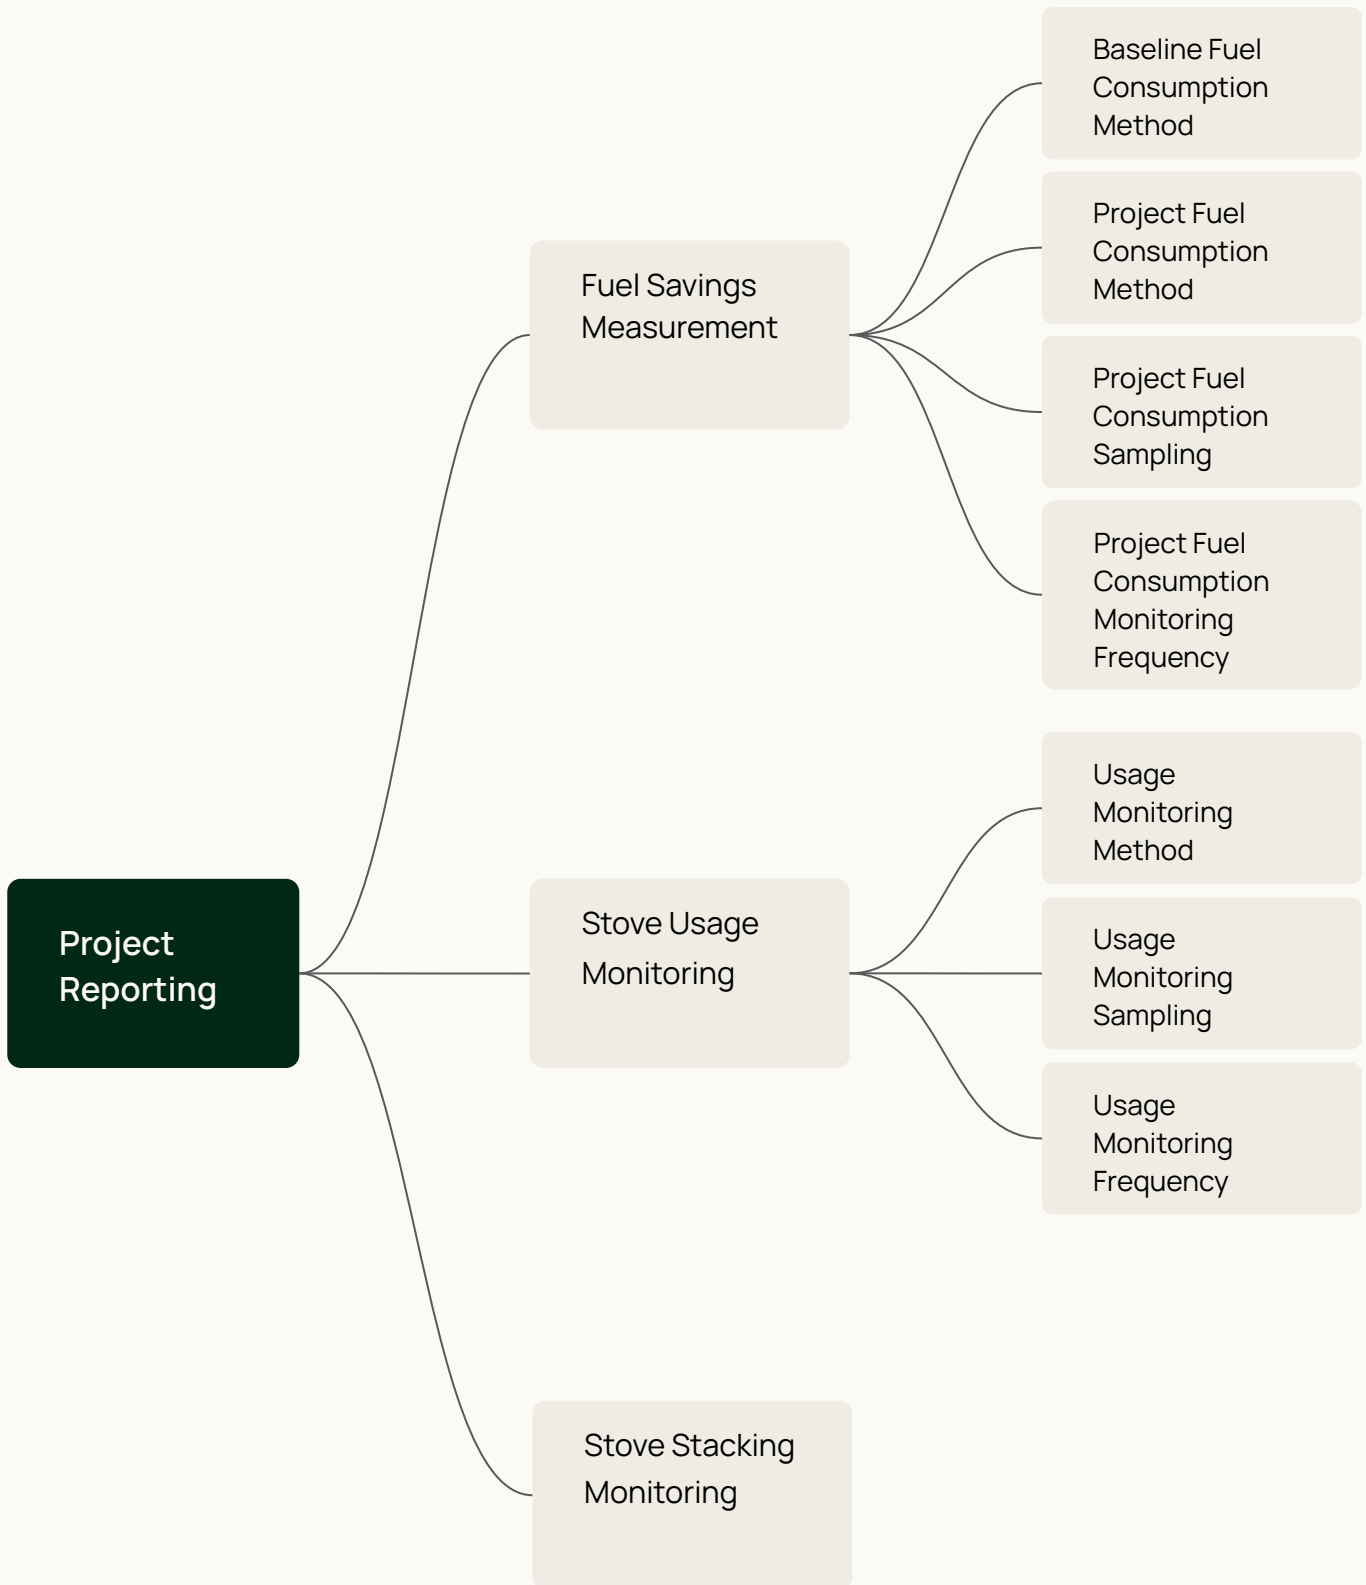 Project
Reporting
Fuel Savings
Measurement
Baseline Fuel
Consumption
Method
Project Fuel
Consumption
Method
Project Fuel
Consumption
Sampling
Project Fuel
Consumption
Monitoring
Frequency
Stove Usage
Monitoring
Usage
Monitoring
Method
Usage
Monitoring
Sampling
Usage
Monitoring
Frequency
Stove Stacking
Monitoring